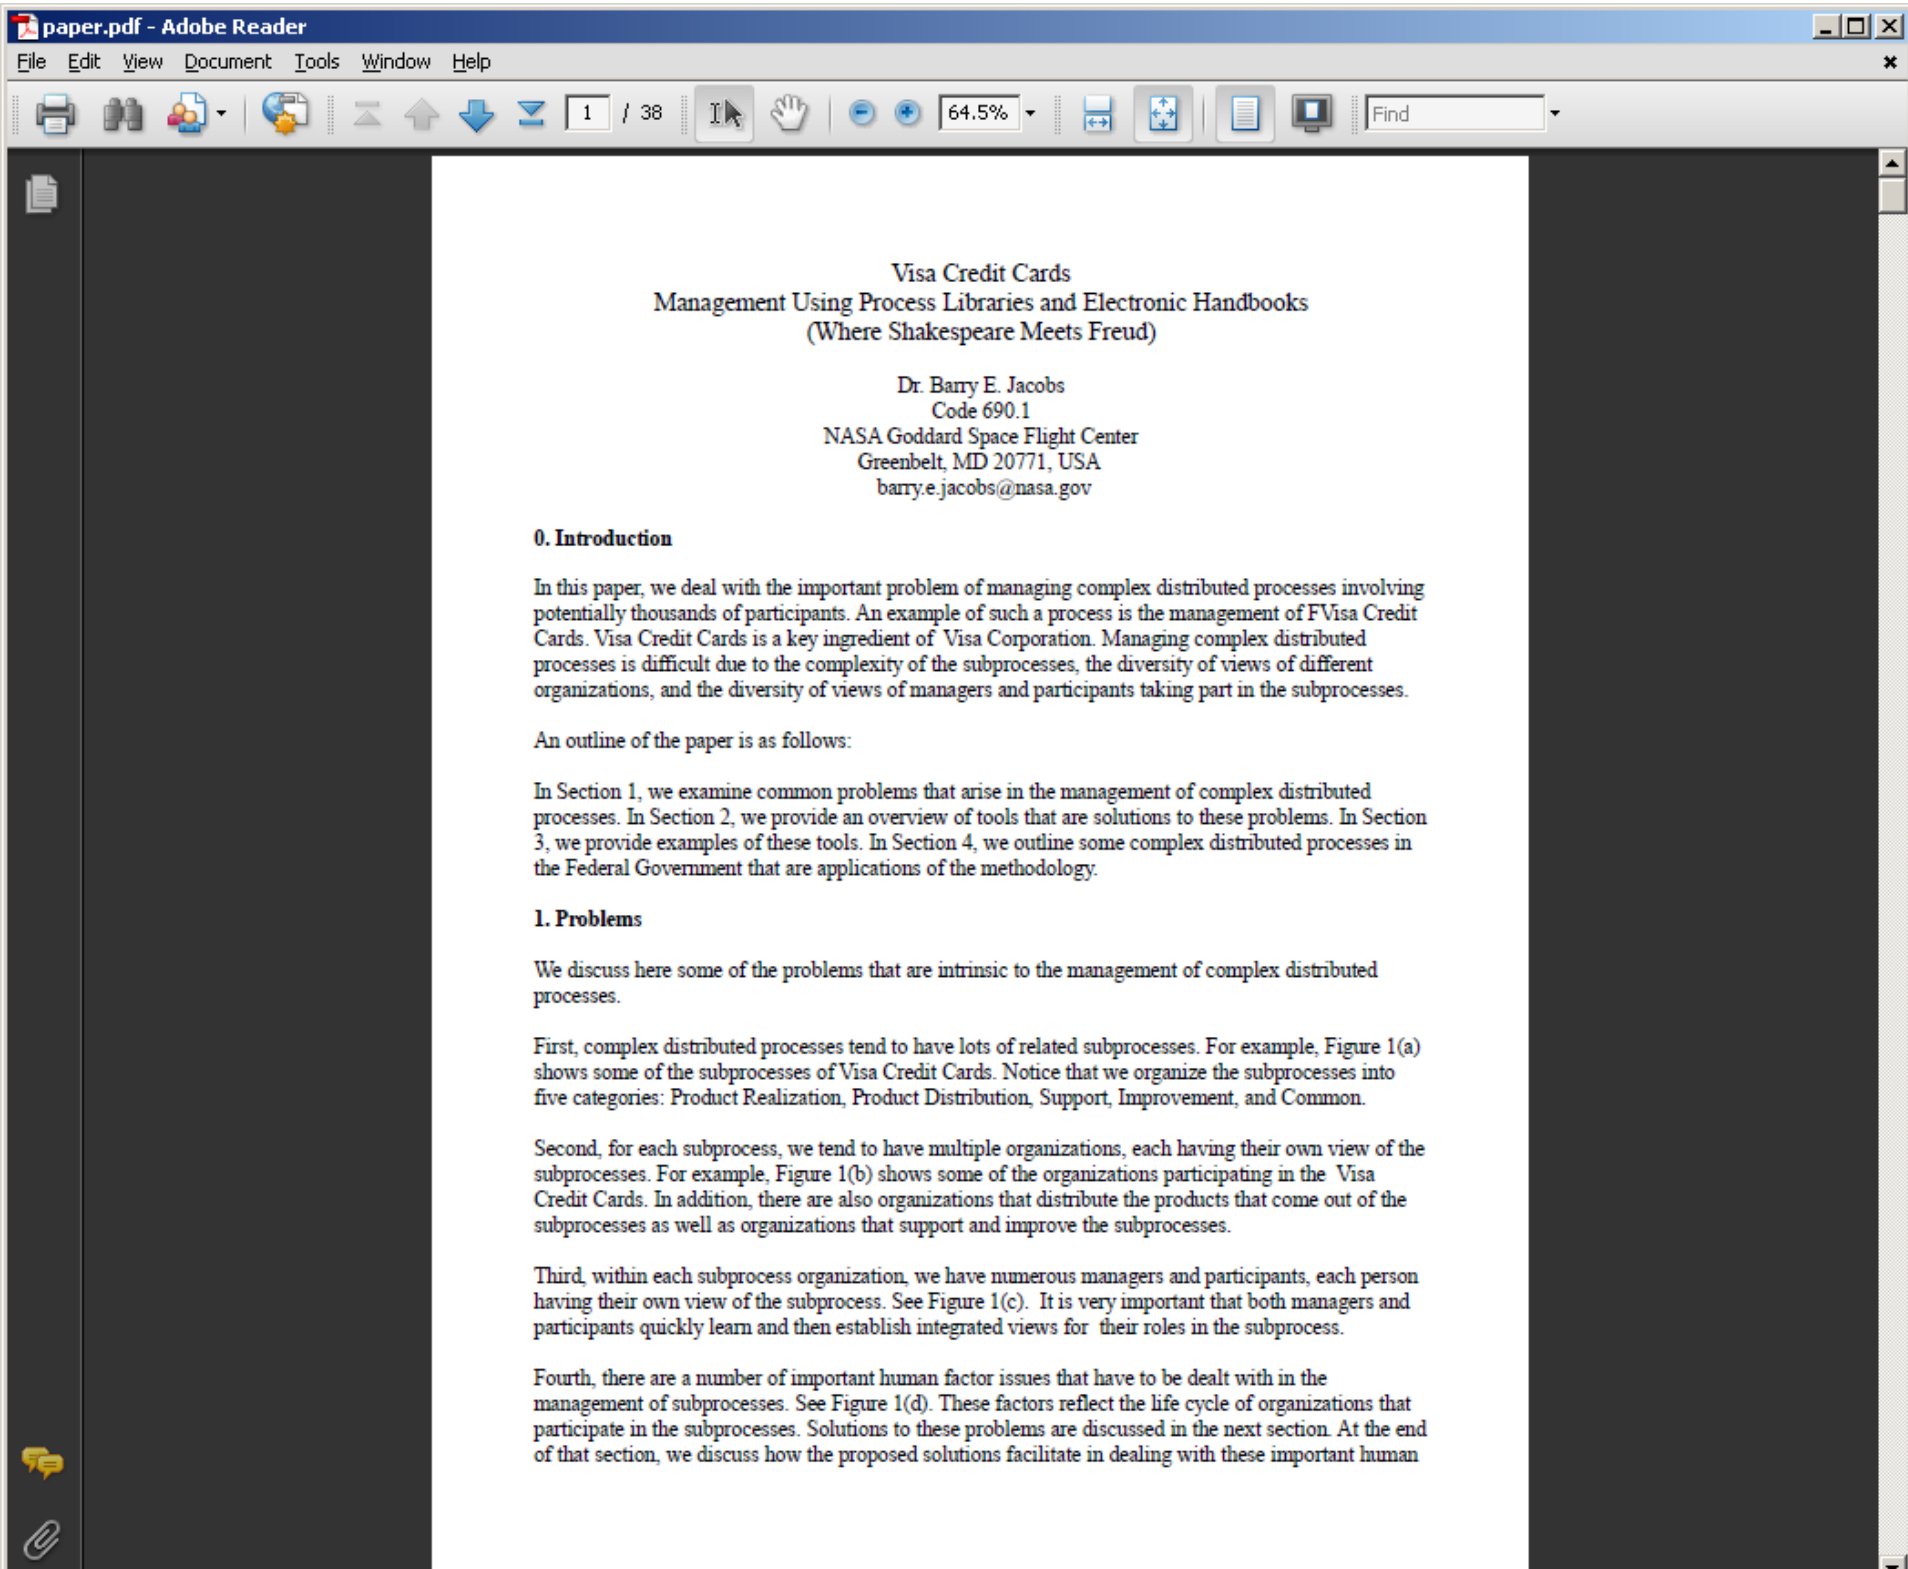 paper.pdf - Adobe Reader
File Edit View Document Tools Window Help
1 / 38 64.5% Find
Visa Credit Cards
Management Using Process Libraries and Electronic Handbooks
(Where Shakespeare Meets Freud)
Dr. Barry E. Jacobs
Code 690.1
NASA Goddard Space Flight Center
Greenbelt, MD 20771, USA
barry.e.jacobs@nasa.gov
0. Introduction
In this paper, we deal with the important problem of managing complex distributed processes involving
potentially thousands of participants. An example of such a process is the management of FVisa Credit
Cards. Visa Credit Cards is a key ingredient of Visa Corporation. Managing complex distributed
processes is difficult due to the complexity of the subprocesses, the diversity of views of different
organizations, and the diversity of views of managers and participants taking part in the subprocesses.
An outline of the paper is as follows:
In Section 1, we examine common problems that arise in the management of complex distributed
processes. In Section 2, we provide an overview of tools that are solutions to these problems. In Section
3, we provide examples of these tools. In Section 4, we outline some complex distributed processes in
the Federal Government that are applications of the methodology.
1. Problems
We discuss here some of the problems that are intrinsic to the management of complex distributed
processes.
First, complex distributed processes tend to have lots of related subprocesses. For example, Figure 1(a)
shows some of the subprocesses of Visa Credit Cards. Notice that we organize the subprocesses into
five categories: Product Realization, Product Distribution, Support, Improvement, and Common.
Second, for each subprocess, we tend to have multiple organizations, each having their own view of the
subprocesses. For example, Figure 1(b) shows some of the organizations participating in the Visa
Credit Cards. In addition, there are also organizations that distribute the products that come out of the
subprocesses as well as organizations that support and improve the subprocesses.
Third, within each subprocess organization, we have numerous managers and participants, each person
having their own view of the subprocess. See Figure 1(c). It is very important that both managers and
participants quickly learn and then establish integrated views for their roles in the subprocess.
Fourth, there are a number of important human factor issues that have to be dealt with in the
management of subprocesses. See Figure 1(d). These factors reflect the life cycle of organizations that
participate in the subprocesses. Solutions to these problems are discussed in the next section. At the end
of that section, we discuss how the proposed solutions facilitate in dealing with these important human